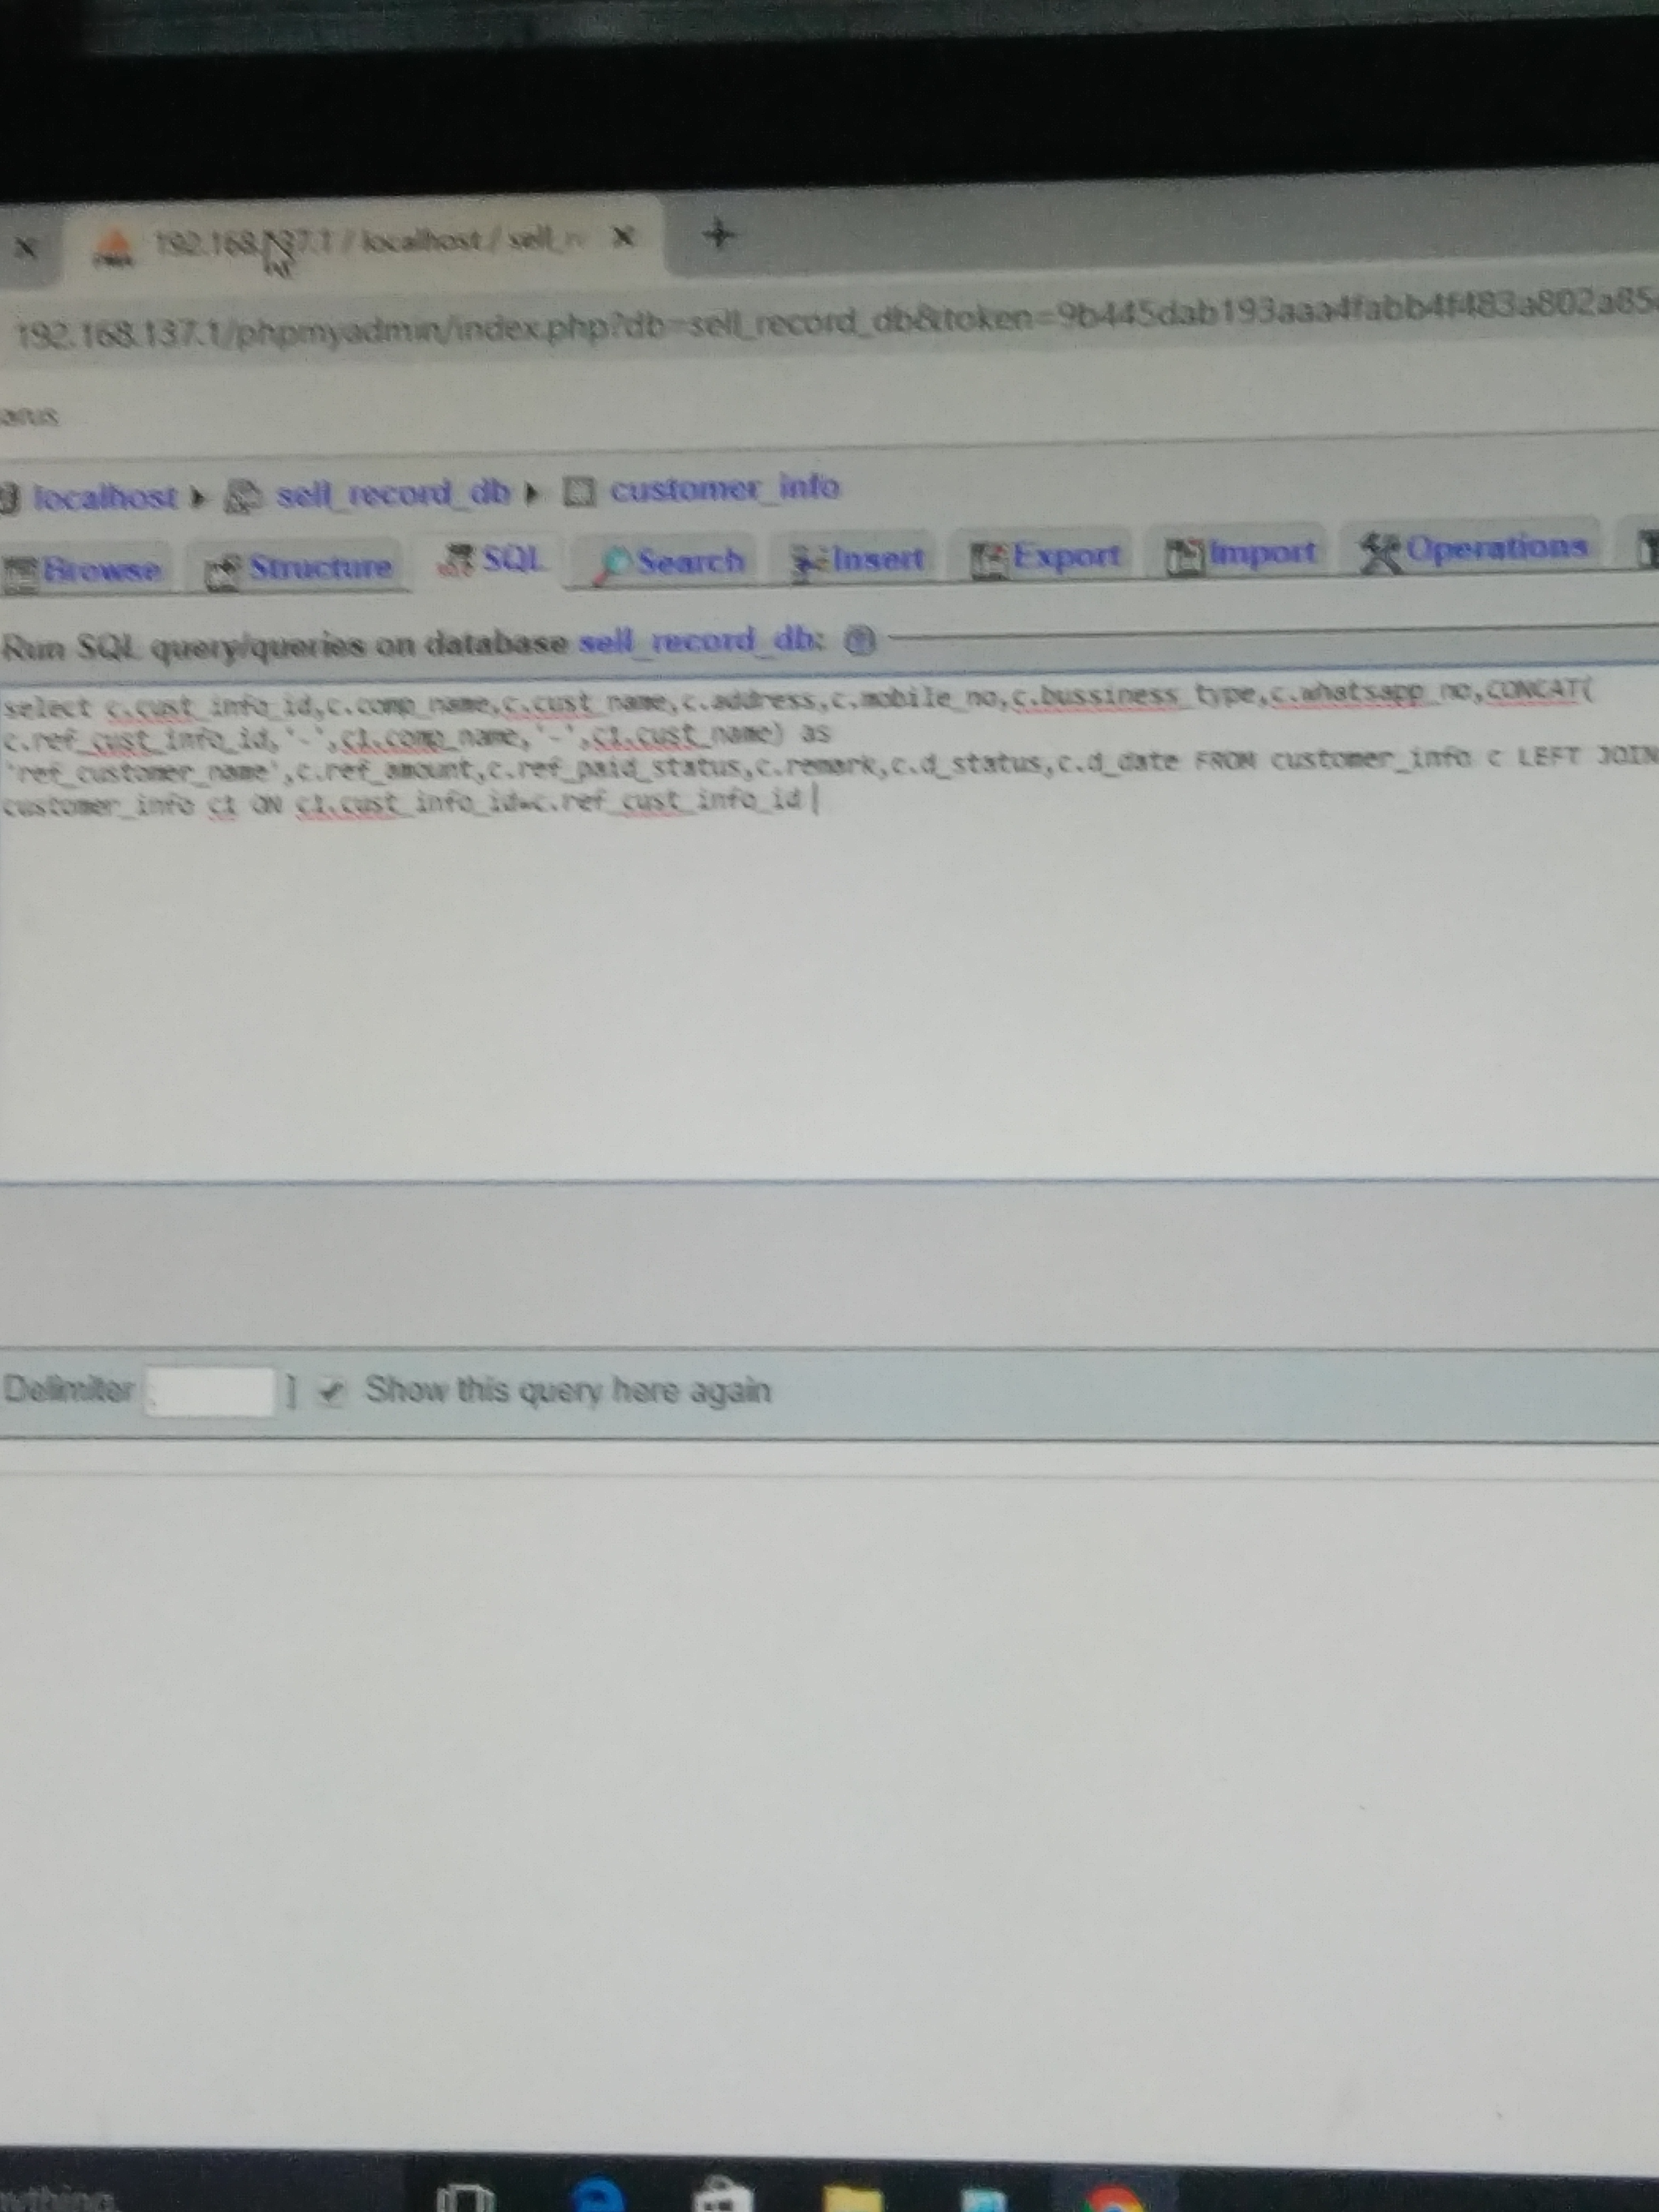 192.168.137.1 / localhost / sell_r
192.168.137.1/phpmyadmin/index.php?db=sell_record_db&token=9b445dab193aaa4fabb4f483a802a85
localhost sell_record_db customer_info
Browse Structure SQL Search Insert Export Import Operations
Run SQL query/queries on database sell_record_db:
select c.cust_info_id,c.comp_name,c.cust_name,c.address,c.mobile_no,c.bussiness_type,c.whatsapp_no,CONCAT(
c.ref_cust_info_id,'-',c1.comp_name,'-',c1.cust_name) as
'ref_customer_name',c.ref_amount,c.ref_paid_status,c.remark,c.d_status,c.d_date FROM customer_info c LEFT JOIN
customer_info c1 ON c1.cust_info_id=c.ref_cust_info_id
Delimiter ] Show this query here again
ything.